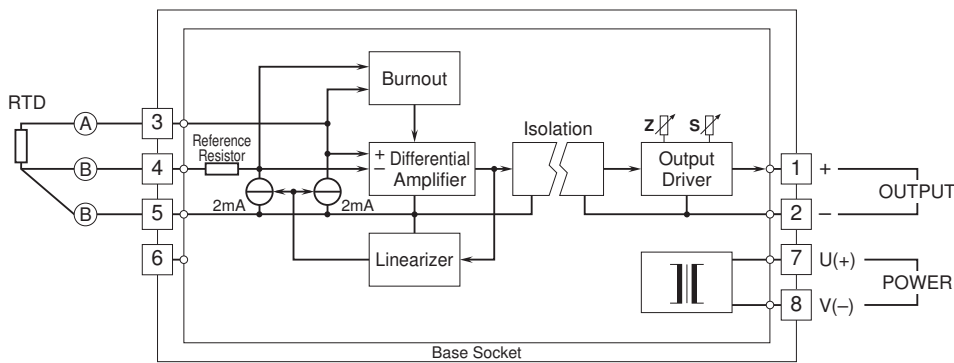 RTD
A
B
B
3
4
5
6
Reference
Resistor
Burnout
+
−
Differential
Amplifier
2mA
2mA
Linearizer
Isolation
Z
S
Output
Driver
1
+
2
−
OUTPUT
7
U(+)
8
V(−)
POWER
Base Socket